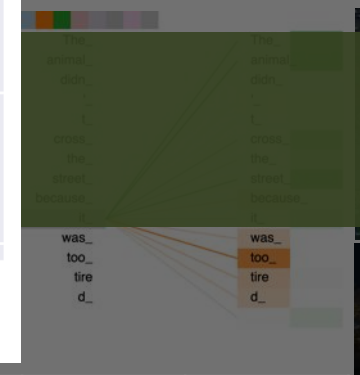 The_ The_
animal_ animal_
didn_ didn_
'_ '_
t_ t_
cross_ cross_
the_ the_
street_ street_
because_ because_
it_ it_
was_ was_
too_ too_
tire tire
d_ d_